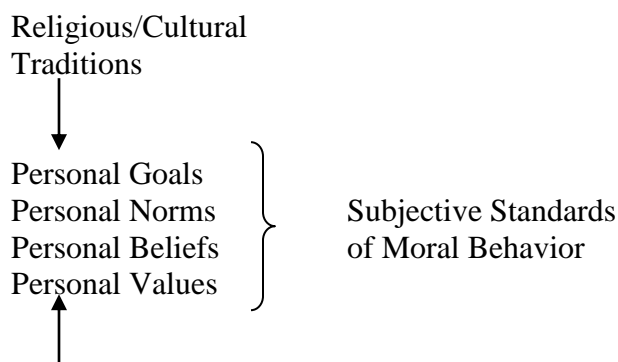 Religious/Cultural
Traditions
Personal Goals
Personal Norms
Personal Beliefs
Personal Values
Subjective Standards
of Moral Behavior